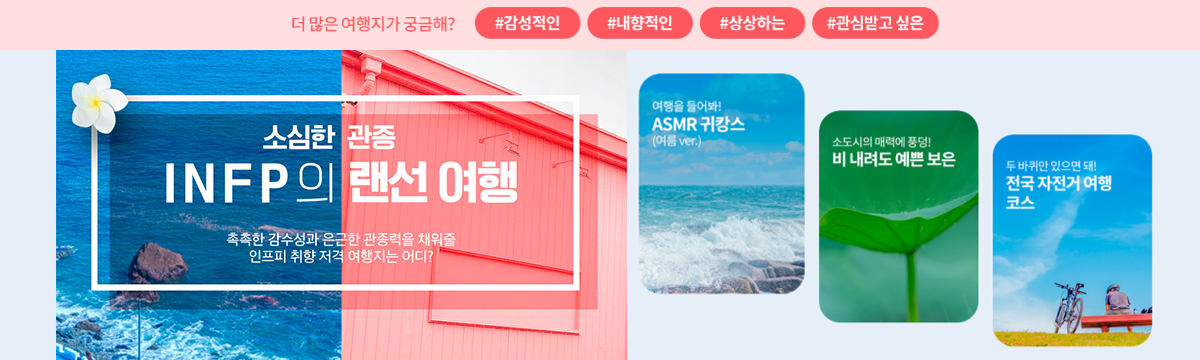 더 많은 여행지가 궁금해?
#감성적인
#내향적인
#상상하는
#관심받고 싶은
소심한 관종
INFP의 랜선 여행
촉촉한 감수성과 은근한 관종력을 채워줄
인프피 취향 저격 여행지는 어디?
여행을 들어봐!
ASMR 귀캉스
(여름 ver.)
소도시의 매력에 풍덩!
비 내려도 예쁜 보은
두 바퀴만 있으면 돼!
전국 자전거 여행
코스